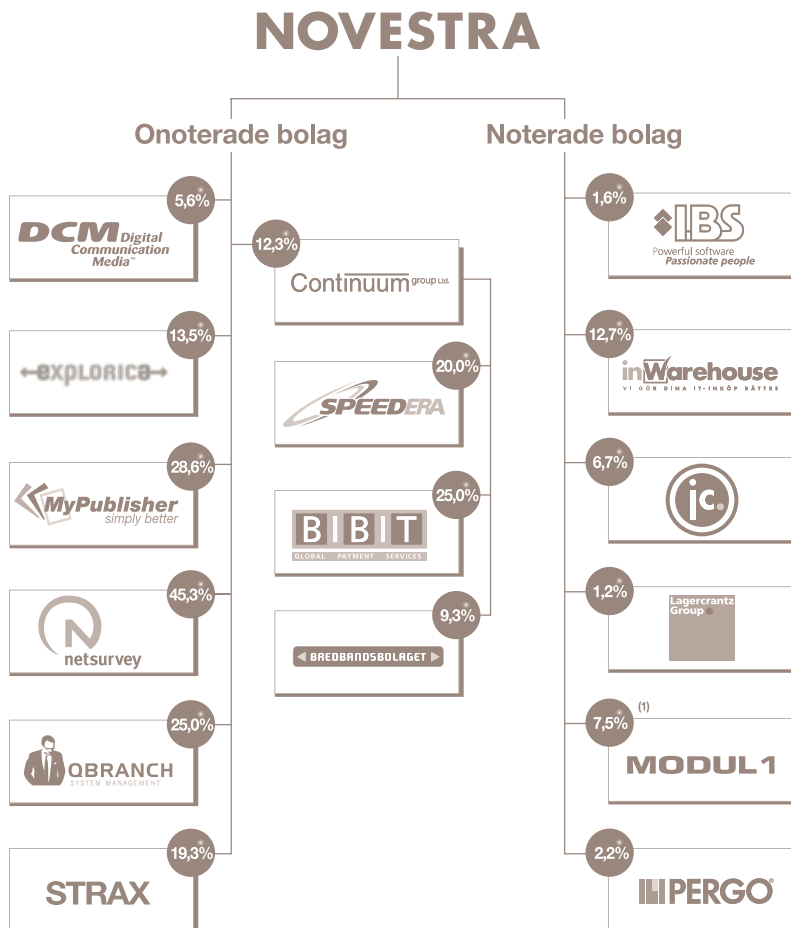 NOVESTRA
Onoterade bolag
Noterade bolag
5,6%
DCM Digital
Communication
Media™
13,5%
explorica
28,6%
MyPublisher
simply better
45,3%
netsurvey
25,0%
QBRANCH
SYSTEM MANAGEMENT
19,3%
STRAX
12,3%
Continuum group Ltd.
20,0%
SPEEDERA
25,0%
BIBIT
GLOBAL PAYMENT SERVICES
9,3%
BREDBANDSBOLAGET
1,6%
IBS
Powerful software
Passionate people
12,7%
inWarehouse
VI GÖR DINA IT-INKÖP BÄTTRE
6,7%
jc.
1,2%
Lagercrantz
Group
7,5%
(1)
MODUL1
2,2%
PERGO®